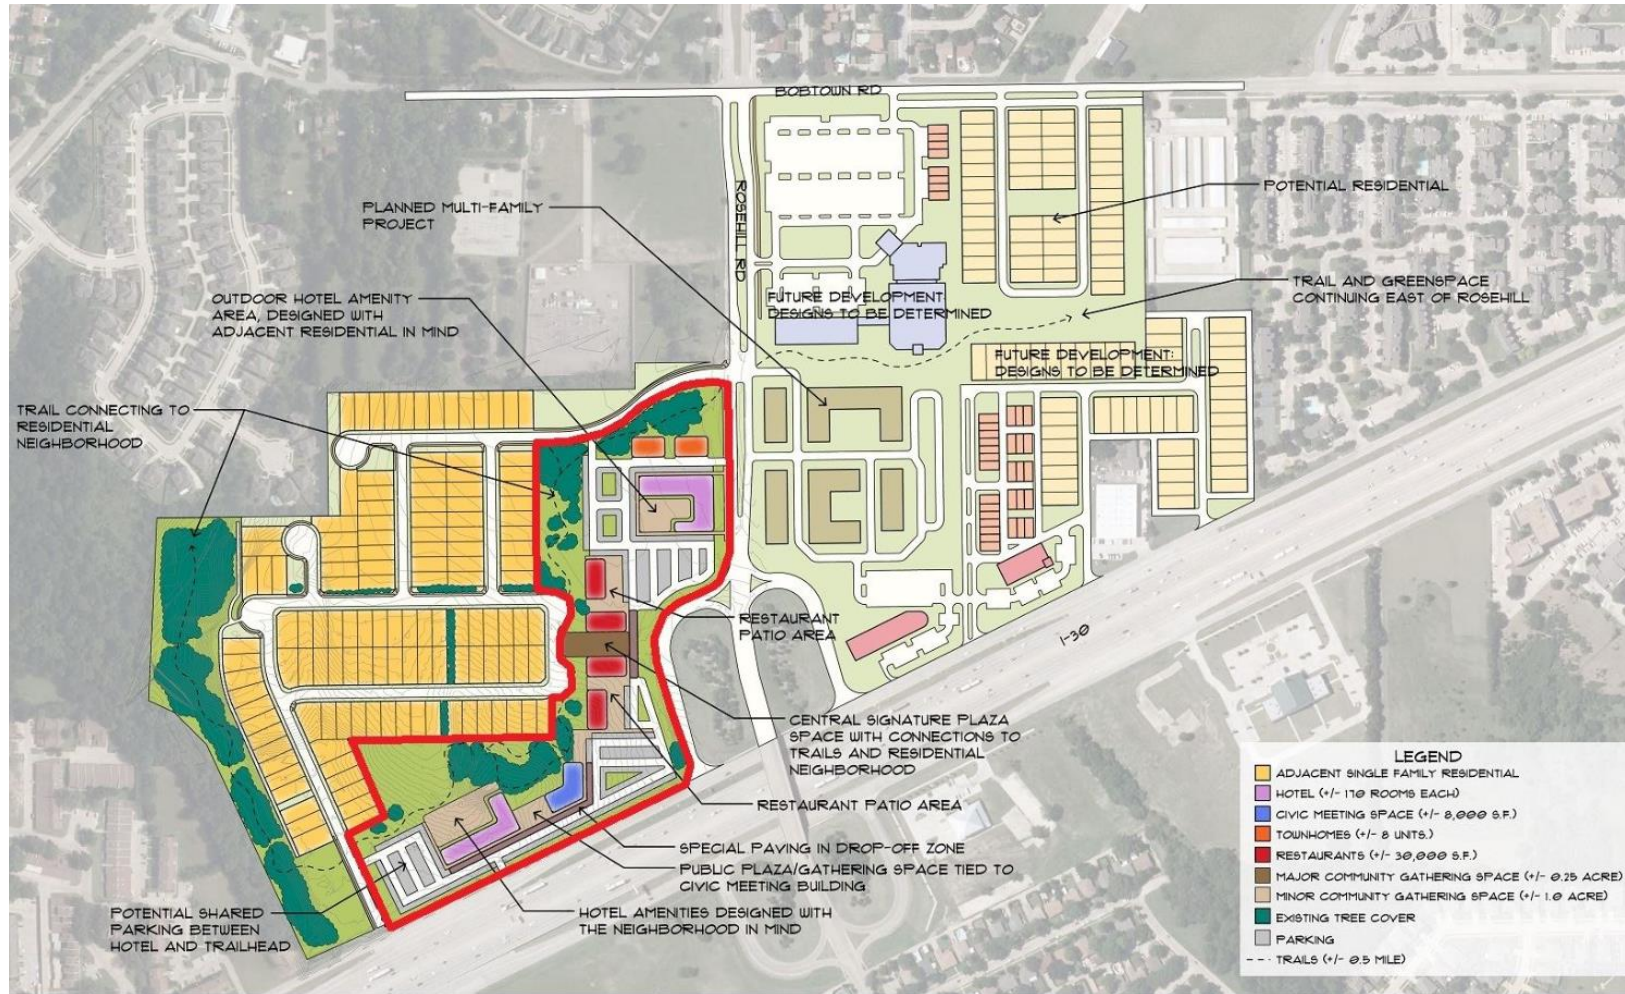 BOBTOWN RD
ROSEHILL RD
POTENTIAL RESIDENTIAL
PLANNED MULTI-FAMILY
PROJECT
TRAIL AND GREENSPACE
CONTINUING EAST OF ROSEHILL
OUTDOOR HOTEL AMENITY
AREA, DESIGNED WITH
ADJACENT RESIDENTIAL IN MIND
FUTURE DEVELOPMENT:
DESIGNS TO BE DETERMINED
FUTURE DEVELOPMENT:
DESIGNS TO BE DETERMINED
TRAIL CONNECTING TO
RESIDENTIAL
NEIGHBORHOOD
RESTAURANT
PATIO AREA
I-30
CENTRAL SIGNATURE PLAZA
SPACE WITH CONNECTIONS TO
TRAILS AND RESIDENTIAL
NEIGHBORHOOD
RESTAURANT PATIO AREA
SPECIAL PAVING IN DROP-OFF ZONE
PUBLIC PLAZA/GATHERING SPACE TIED TO
CIVIC MEETING BUILDING
HOTEL AMENITIES DESIGNED WITH
THE NEIGHBORHOOD IN MIND
POTENTIAL SHARED
PARKING BETWEEN
HOTEL AND TRAILHEAD
LEGEND
ADJACENT SINGLE FAMILY RESIDENTIAL
HOTEL (+/- 170 ROOMS EACH)
CIVIC MEETING SPACE (+/- 8,000 S.F.)
TOWNHOMES (+/- 8 UNITS.)
RESTAURANTS (+/- 30,000 S.F.)
MAJOR COMMUNITY GATHERING SPACE (+/- 0.25 ACRE)
MINOR COMMUNITY GATHERING SPACE (+/- 1.0 ACRE)
EXISTING TREE COVER
PARKING
TRAILS (+/- 0.5 MILE)